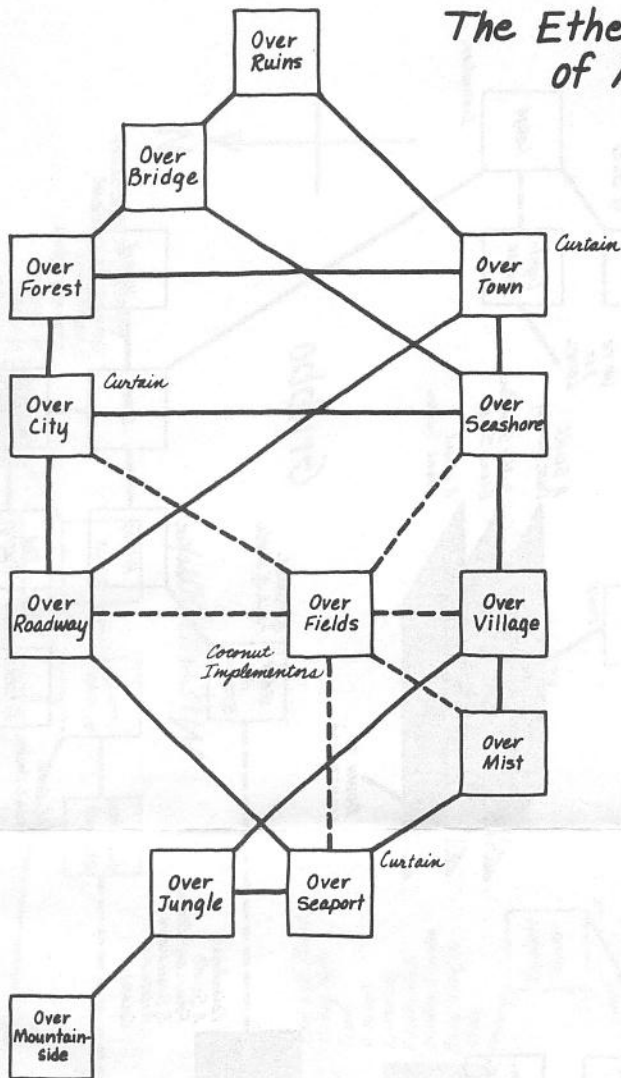 The Ethe
of
Over
Ruins
Over
Bridge
Over
Forest
Over
Town
Curtain
Over
City
Curtain
Over
Seashore
Over
Roadway
Over
Fields
Over
Village
Coconut
Implementors
Over
Mist
Over
Jungle
Over
Seaport
Curtain
Over
Mountain-
side